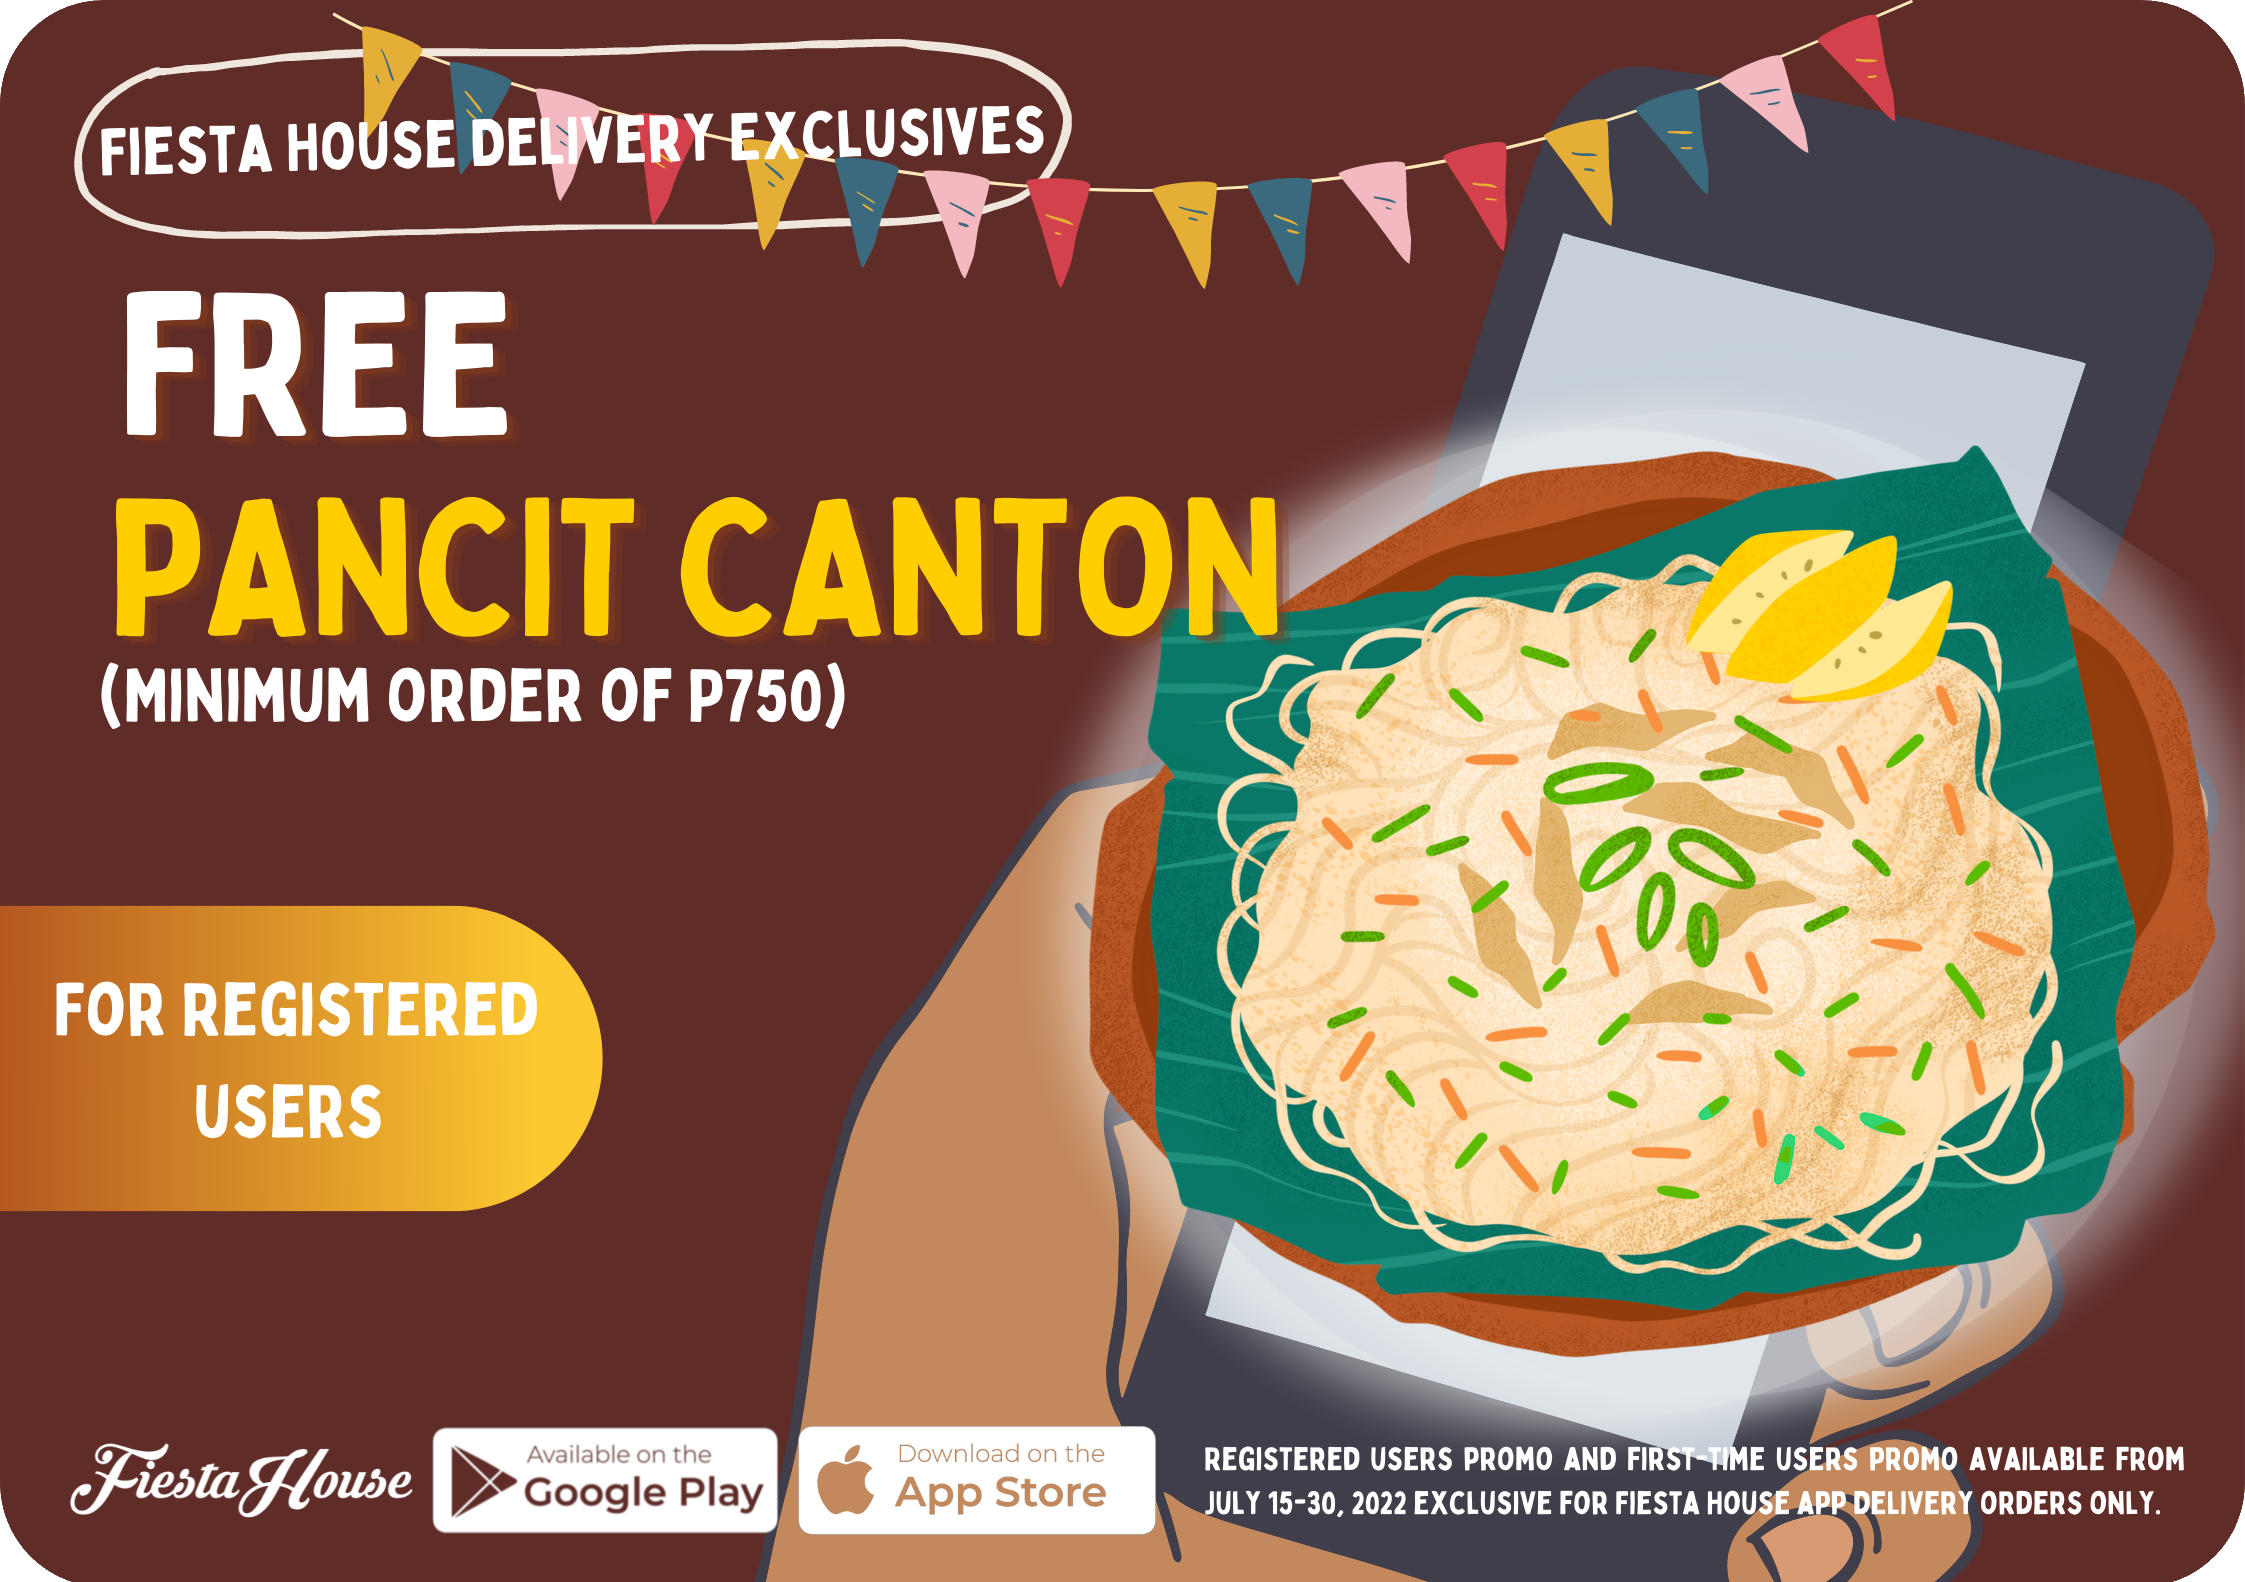 FIESTA HOUSE DELIVERY EXCLUSIVES
FREE
PANCIT CANTON
(MINIMUM ORDER OF P750)
FOR REGISTERED
USERS
Fiesta House
Available on the
Google Play
Download on the
App Store
REGISTERED USERS PROMO AND FIRST-TIME USERS PROMO AVAILABLE FROM
JULY 15-30, 2022 EXCLUSIVE FOR FIESTA HOUSE APP DELIVERY ORDERS ONLY.